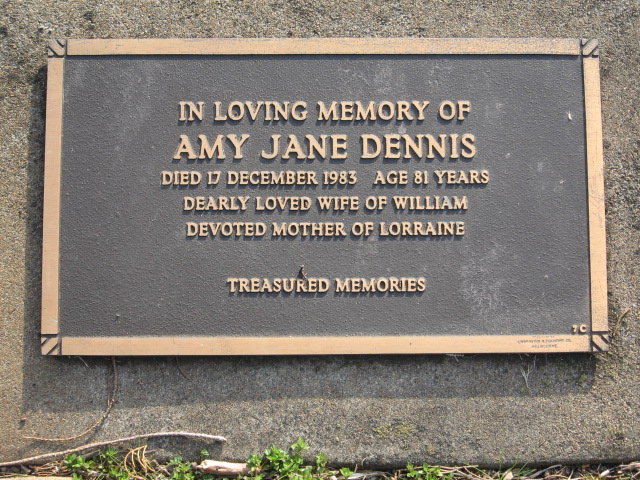 IN LOVING MEMORY OF
AMY JANE DENNIS
DIED 17 DECEMBER 1983 AGE 81 YEARS
DEARLY LOVED WIFE OF WILLIAM
DEVOTED MOTHER OF LORRAINE
TREASURED MEMORIES
7C